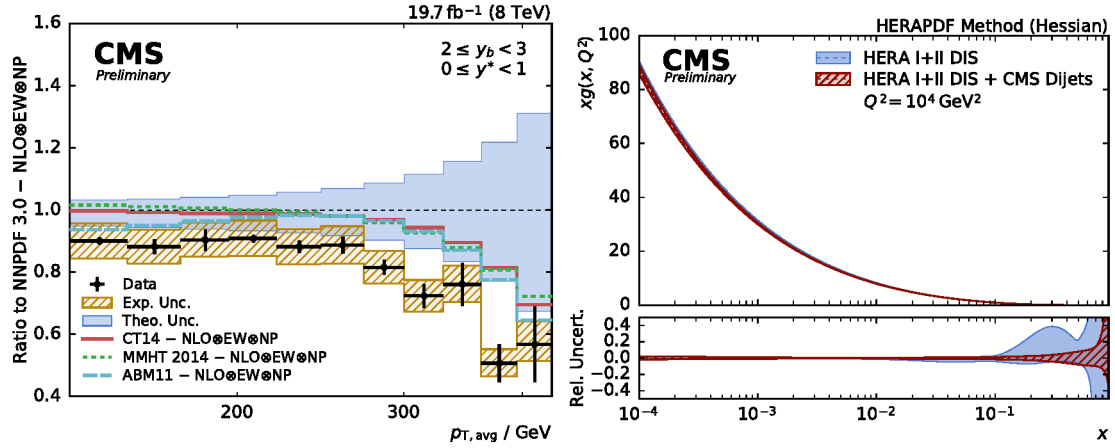 19.7 fb⁻¹ (8 TeV)
CMS
Preliminary
2 ≤ y_b < 3
0 ≤ y* < 1
Ratio to NNPDF 3.0 − NLO⊗EW⊗NP
1.6
1.4
1.2
1.0
0.8
0.6
0.4
Data
Exp. Unc.
Theo. Unc.
CT14 − NLO⊗EW⊗NP
MMHT 2014 − NLO⊗EW⊗NP
ABM11 − NLO⊗EW⊗NP
200
300
p_T,avg / GeV
HERAPDF Method (Hessian)
CMS
Preliminary
HERA I+II DIS
HERA I+II DIS + CMS Dijets
Q² = 10⁴ GeV²
xg(x, Q²)
100
80
60
40
20
0
Rel. Uncert.
0.4
0.2
0.0
−0.2
−0.4
10⁻⁴
10⁻³
10⁻²
10⁻¹
x